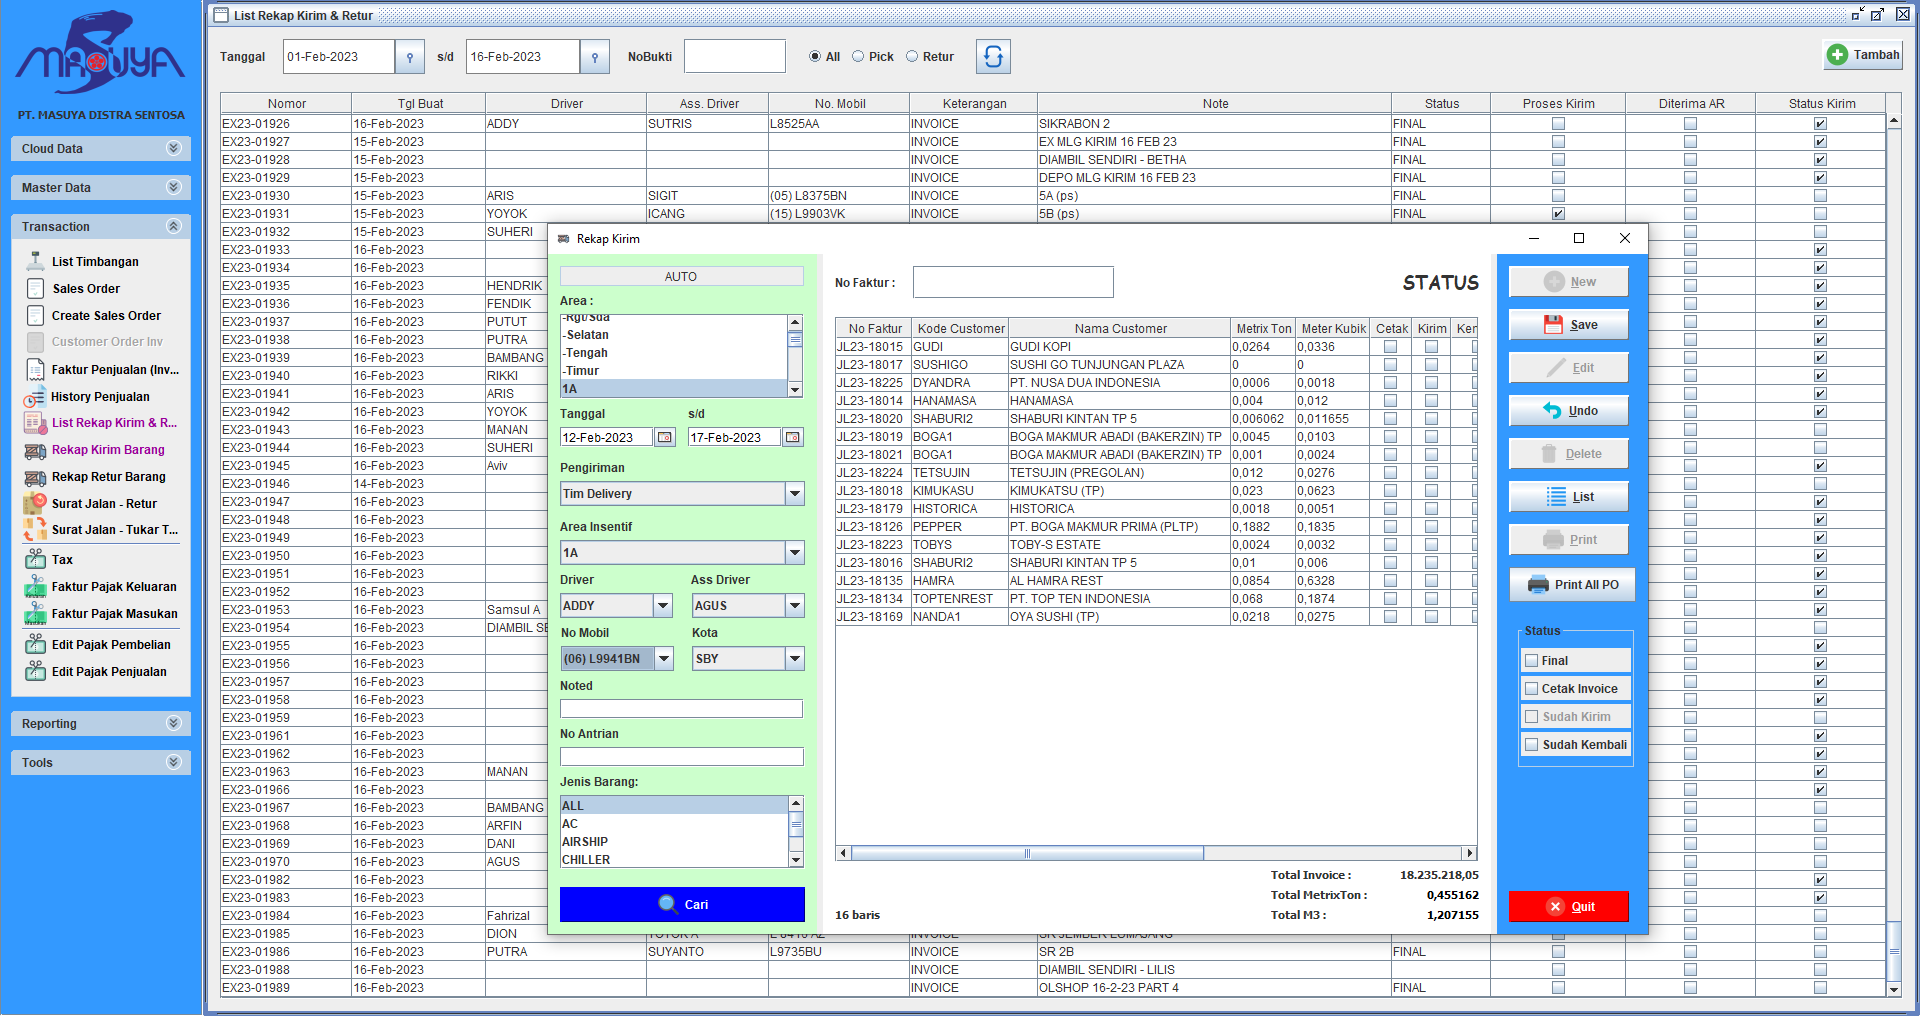 MASUYA
PT. MASUYA DISTRA SENTOSA
Cloud Data
Master Data
Transaction
List Timbangan
Sales Order
Create Sales Order
Customer Order Inv
Faktur Penjualan (Inv...
History Penjualan
List Rekap Kirim & R...
Rekap Kirim Barang
Rekap Retur Barang
Surat Jalan - Retur
Surat Jalan - Tukar T...
Tax
Faktur Pajak Keluaran
Faktur Pajak Masukan
Edit Pajak Pembelian
Edit Pajak Penjualan
Reporting
Tools
List Rekap Kirim & Retur
Tanggal 01-Feb-2023 s/d 16-Feb-2023 NoBukti All Pick Retur Tambah
Nomor Tgl Buat Driver Ass. Driver No. Mobil Keterangan Note Status Proses Kirim Diterima AR Status Kirim
EX23-01926 16-Feb-2023 ADDY SUTRIS L8525AA INVOICE SIKRABON 2 FINAL
EX23-01927 15-Feb-2023 INVOICE EX MLG KIRIM 16 FEB 23 FINAL
EX23-01928 15-Feb-2023 INVOICE DIAMBIL SENDIRI - BETHA FINAL
EX23-01929 15-Feb-2023 INVOICE DEPO MLG KIRIM 16 FEB 23 FINAL
EX23-01930 15-Feb-2023 ARIS SIGIT (05) L8375BN INVOICE 5A (ps) FINAL
EX23-01931 15-Feb-2023 YOYOK ICANG (15) L9903VK INVOICE 5B (ps) FINAL
EX23-01932 15-Feb-2023 SUHERI
EX23-01933 16-Feb-2023
EX23-01934 16-Feb-2023
EX23-01935 16-Feb-2023 HENDRIK
EX23-01936 16-Feb-2023 FENDIK
EX23-01937 16-Feb-2023 PUTUT
EX23-01938 16-Feb-2023 PUTRA
EX23-01939 16-Feb-2023 BAMBANG
EX23-01940 16-Feb-2023 RIKKI
EX23-01941 16-Feb-2023 ARIS
EX23-01942 16-Feb-2023 YOYOK
EX23-01943 16-Feb-2023 MANAN
EX23-01944 16-Feb-2023 SUHERI
EX23-01945 16-Feb-2023 Aviv
EX23-01946 14-Feb-2023
EX23-01947 16-Feb-2023
EX23-01948 16-Feb-2023
EX23-01949 16-Feb-2023
EX23-01950 16-Feb-2023
EX23-01951 16-Feb-2023
EX23-01952 16-Feb-2023
EX23-01953 16-Feb-2023 Samsul A
EX23-01954 16-Feb-2023 DIAMBIL SE
EX23-01955 16-Feb-2023
EX23-01956 16-Feb-2023
EX23-01957 16-Feb-2023
EX23-01958 16-Feb-2023
EX23-01959 16-Feb-2023
EX23-01961 16-Feb-2023
EX23-01962 16-Feb-2023
EX23-01963 16-Feb-2023 MANAN
EX23-01966 16-Feb-2023
EX23-01967 16-Feb-2023 BAMBANG
EX23-01968 16-Feb-2023 ARFIN
EX23-01969 16-Feb-2023 DANI
EX23-01970 16-Feb-2023 AGUS
EX23-01982 16-Feb-2023
EX23-01983 16-Feb-2023
EX23-01984 16-Feb-2023 Fahrizal
EX23-01985 16-Feb-2023 DION YOYOK A L 8410 AZ INVOICE SR JEMBER LUMAJANG
EX23-01986 16-Feb-2023 PUTRA SUYANTO L9735BU INVOICE SR 2B FINAL
EX23-01988 16-Feb-2023 INVOICE DIAMBIL SENDIRI - LILIS
EX23-01989 16-Feb-2023 INVOICE OLSHOP 16-2-23 PART 4 FINAL
Rekap Kirim
AUTO
Area :
-Rgt/Sda
-Selatan
-Tengah
-Timur
1A
Tanggal s/d
12-Feb-2023 17-Feb-2023
Pengiriman
Tim Delivery
Area Insentif
1A
Driver Ass Driver
ADDY AGUS
No Mobil Kota
(06) L9941BN SBY
Noted
No Antrian
Jenis Barang:
ALL
AC
AIRSHIP
CHILLER
Cari
No Faktur : STATUS
No Faktur Kode Customer Nama Customer Metrix Ton Meter Kubik Cetak Kirim Ken
JL23-18015 GUDI GUDI KOPI 0,0264 0,0336
JL23-18017 SUSHIGO SUSHI GO TUNJUNGAN PLAZA 0 0
JL23-18225 DYANDRA PT. NUSA DUA INDONESIA 0,0006 0,0018
JL23-18014 HANAMASA HANAMASA 0,004 0,012
JL23-18020 SHABURI2 SHABURI KINTAN TP 5 0,006062 0,011655
JL23-18019 BOGA1 BOGA MAKMUR ABADI (BAKERZIN) TP 0,0045 0,0103
JL23-18021 BOGA1 BOGA MAKMUR ABADI (BAKERZIN) TP 0,001 0,0024
JL23-18224 TETSUJIN TETSUJIN (PREGOLAN) 0,012 0,0276
JL23-18018 KIMUKASU KIMUKATSU (TP) 0,023 0,0623
JL23-18179 HISTORICA HISTORICA 0,0018 0,0051
JL23-18126 PEPPER PT. BOGA MAKMUR PRIMA (PLTP) 0,1882 0,1835
JL23-18223 TOBYS TOBY-S ESTATE 0,0024 0,0032
JL23-18016 SHABURI2 SHABURI KINTAN TP 5 0,01 0,006
JL23-18135 HAMRA AL HAMRA REST 0,0854 0,6328
JL23-18134 TOPTENREST PT. TOP TEN INDONESIA 0,068 0,1874
JL23-18169 NANDA1 OYA SUSHI (TP) 0,0218 0,0275
Total Invoice : 18.235.218,05
Total MetrixTon : 0,455162
16 baris Total M3 : 1,207155
New
Save
Edit
Undo
Delete
List
Print
Print All PO
Status
Final
Cetak Invoice
Sudah Kirim
Sudah Kembali
Quit